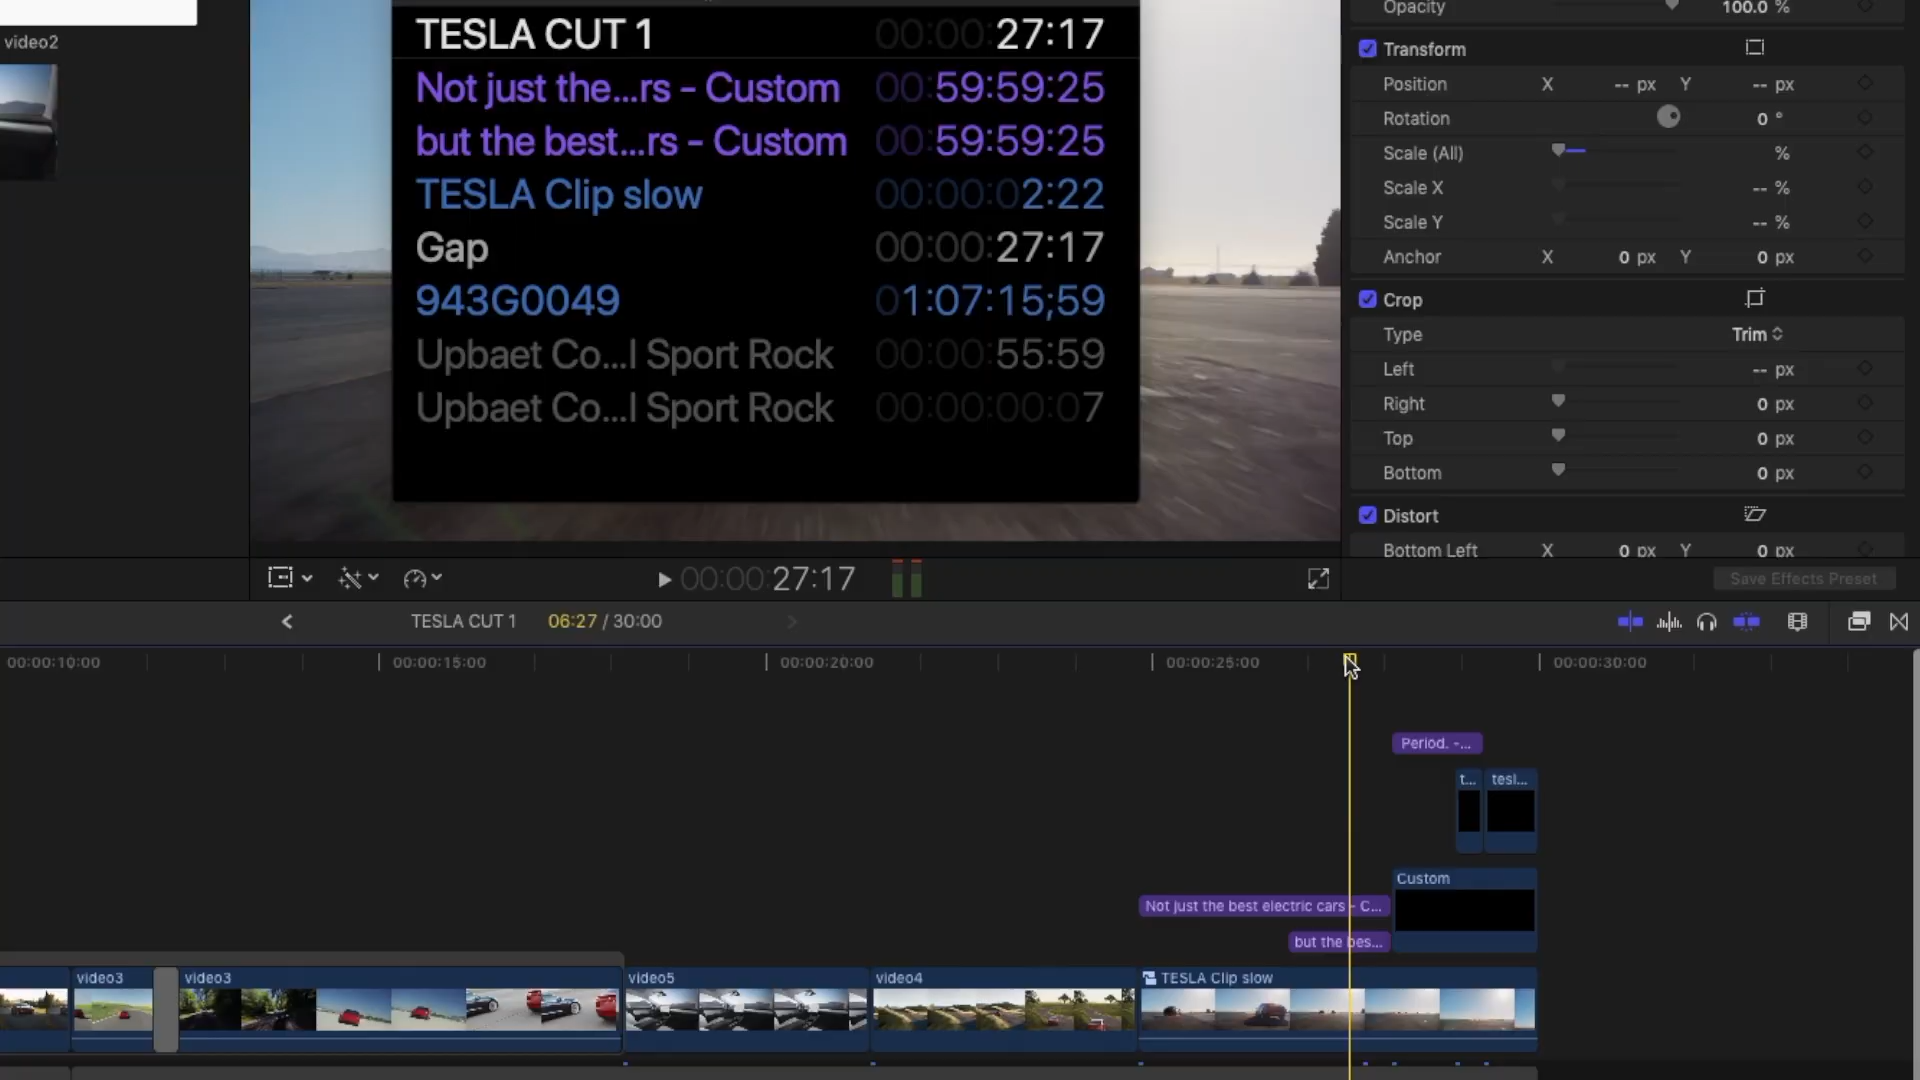 video2
TESLA CUT 1 00:00:27:17
Not just the...rs - Custom 00:59:59:25
but the best...rs - Custom 00:59:59:25
TESLA Clip slow 00:00:02:22
Gap 00:00:27:17
943G0049 01:07:15;59
Upbaet Co...l Sport Rock 00:00:55:59
Upbaet Co...l Sport Rock 00:00:00:07
Opacity 100.0 %
Transform
Position X -- px Y -- px
Rotation 0 °
Scale (All) %
Scale X -- %
Scale Y -- %
Anchor X 0 px Y 0 px
Crop
Type Trim
Left -- px
Right 0 px
Top 0 px
Bottom 0 px
Distort
Bottom Left X 0 px Y 0 px
00:00:27:17
Save Effects Preset
TESLA CUT 1 06:27 / 30:00
00:00:10:00 00:00:15:00 00:00:20:00 00:00:25:00 00:00:30:00
Period. -...
t... tesl...
Custom
Not just the best electric cars - C...
but the bes...
video3 video3 video5 video4 TESLA Clip slow